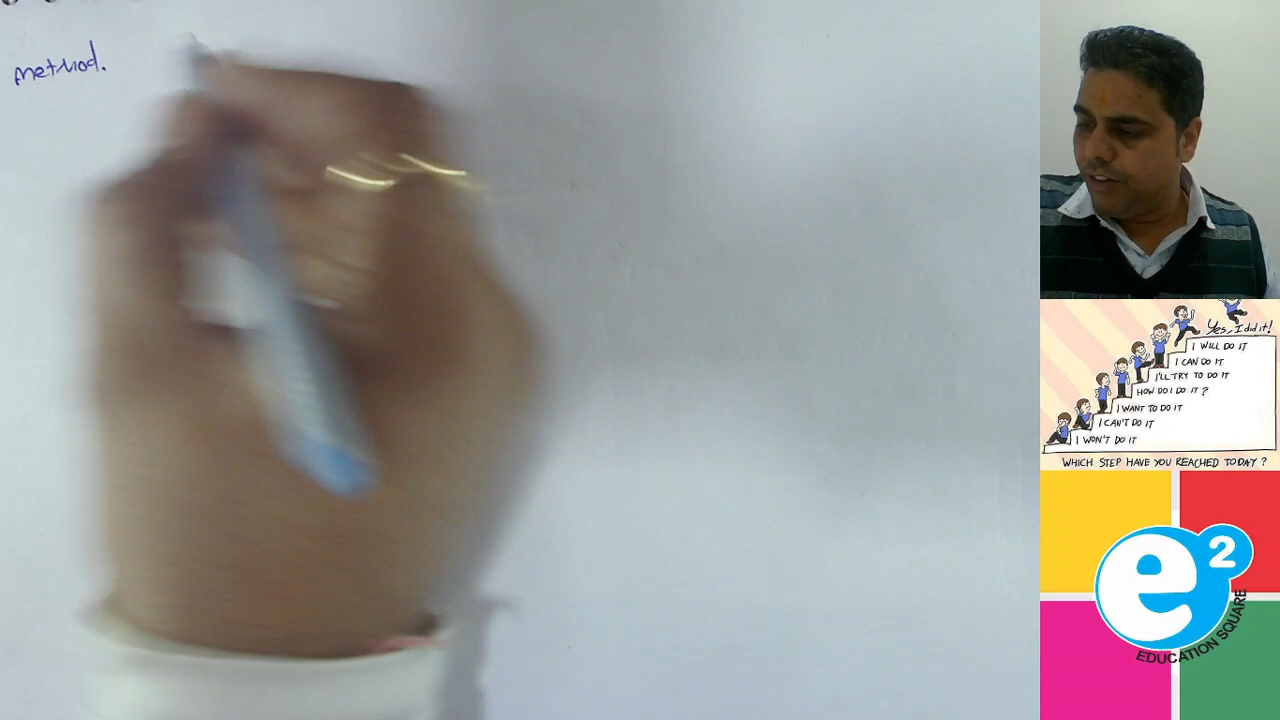 method.
Yes, I did it!
I WILL DO IT
I CAN DO IT
I'LL TRY TO DO IT
HOW DO I DO IT ?
I WANT TO DO IT
I CAN'T DO IT
I WON'T DO IT
WHICH STEP HAVE YOU REACHED TODAY ?
e2
EDUCATION SQUARE